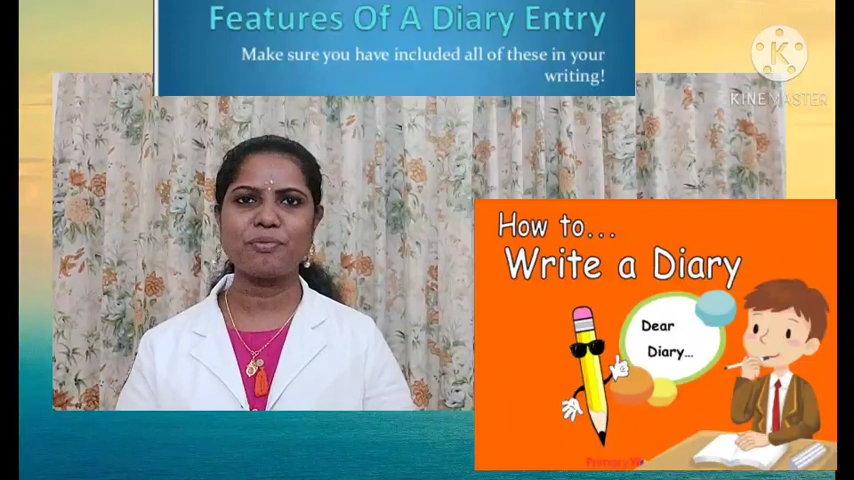 Features Of A Diary Entry
Make sure you have included all of these in your
writing!
K
KINEMASTER
How to...
Write a Diary
Dear
Diary...
Primary